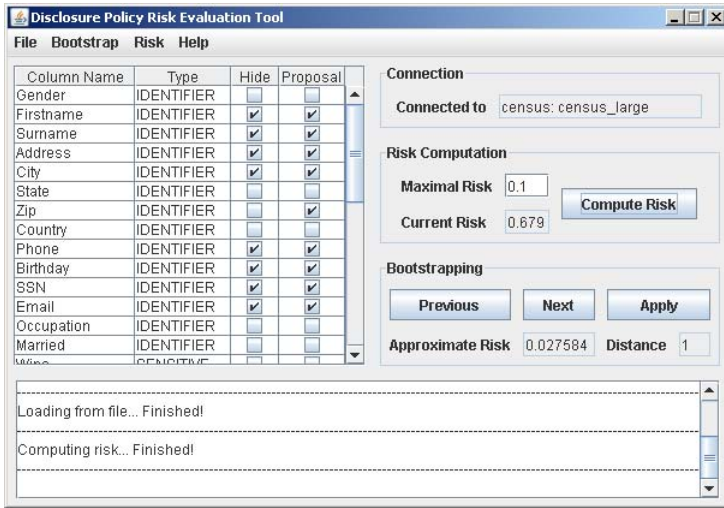 Disclosure Policy Risk Evaluation Tool
File Bootstrap Risk Help
Column Name Type Hide Proposal
Gender IDENTIFIER
Firstname IDENTIFIER
Surname IDENTIFIER
Address IDENTIFIER
City IDENTIFIER
State IDENTIFIER
Zip IDENTIFIER
Country IDENTIFIER
Phone IDENTIFIER
Birthday IDENTIFIER
SSN IDENTIFIER
Email IDENTIFIER
Occupation IDENTIFIER
Married IDENTIFIER
SENSITIVE
Connection
Connected to census: census_large
Risk Computation
Maximal Risk 0.1
Compute Risk
Current Risk 0.679
Bootstrapping
Previous Next Apply
Approximate Risk 0.027584 Distance 1
Loading from file... Finished!
Computing risk... Finished!